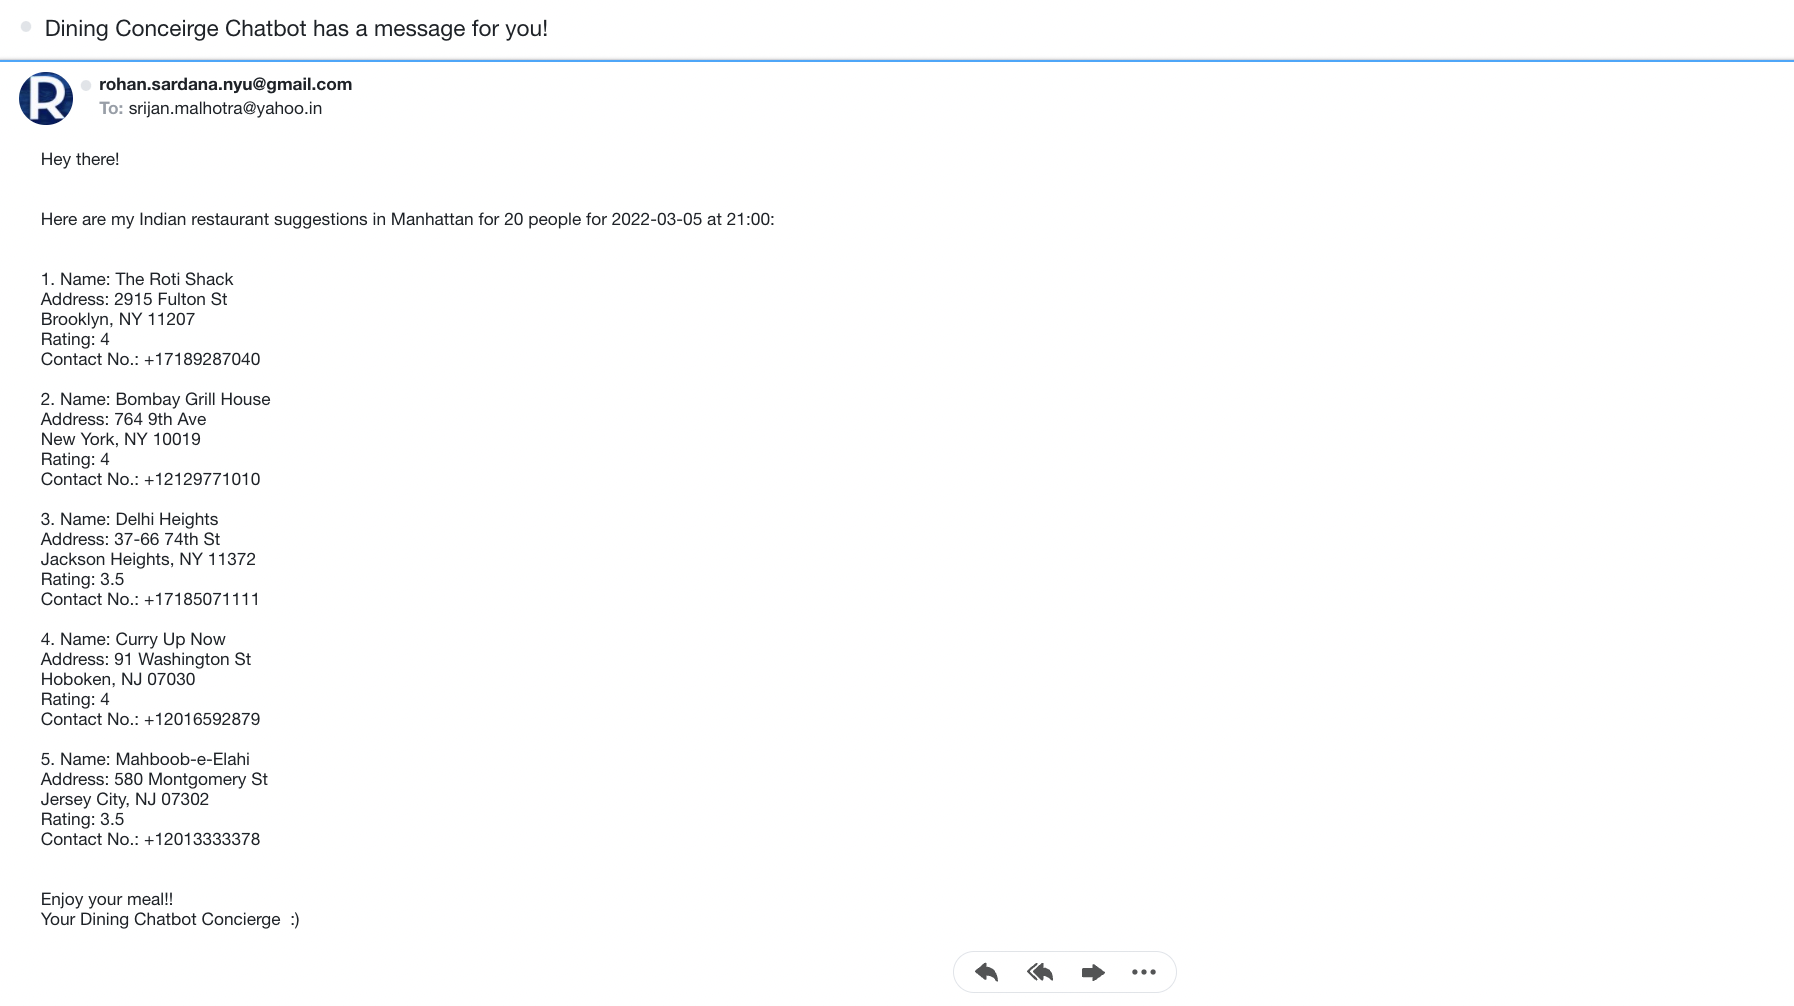 Dining Conceirge Chatbot has a message for you!
R
rohan.sardana.nyu@gmail.com
To: srijan.malhotra@yahoo.in
Hey there!
Here are my Indian restaurant suggestions in Manhattan for 20 people for 2022-03-05 at 21:00:
1. Name: The Roti Shack
Address: 2915 Fulton St
Brooklyn, NY 11207
Rating: 4
Contact No.: +17189287040
2. Name: Bombay Grill House
Address: 764 9th Ave
New York, NY 10019
Rating: 4
Contact No.: +12129771010
3. Name: Delhi Heights
Address: 37-66 74th St
Jackson Heights, NY 11372
Rating: 3.5
Contact No.: +17185071111
4. Name: Curry Up Now
Address: 91 Washington St
Hoboken, NJ 07030
Rating: 4
Contact No.: +12016592879
5. Name: Mahboob-e-Elahi
Address: 580 Montgomery St
Jersey City, NJ 07302
Rating: 3.5
Contact No.: +12013333378
Enjoy your meal!!
Your Dining Chatbot Concierge  :)